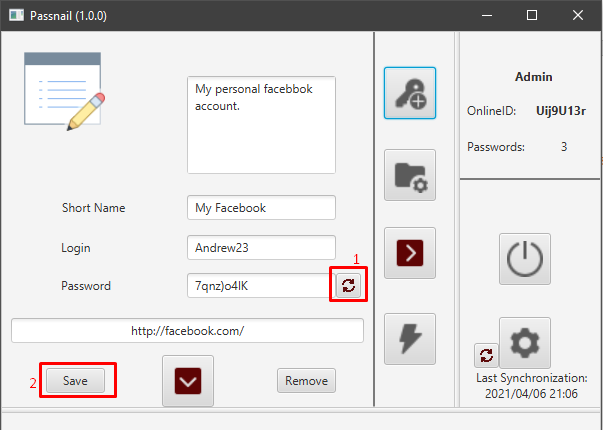 Passnail (1.0.0)
My personal facebbok
account.
Short Name
My Facebook
Login
Andrew23
1
Password
7qnz)o4lK
http://facebook.com/
2
Save
Remove
Admin
OnlineID:
Uij9U13r
Passwords:
3
Last Synchronization:
2021/04/06 21:06